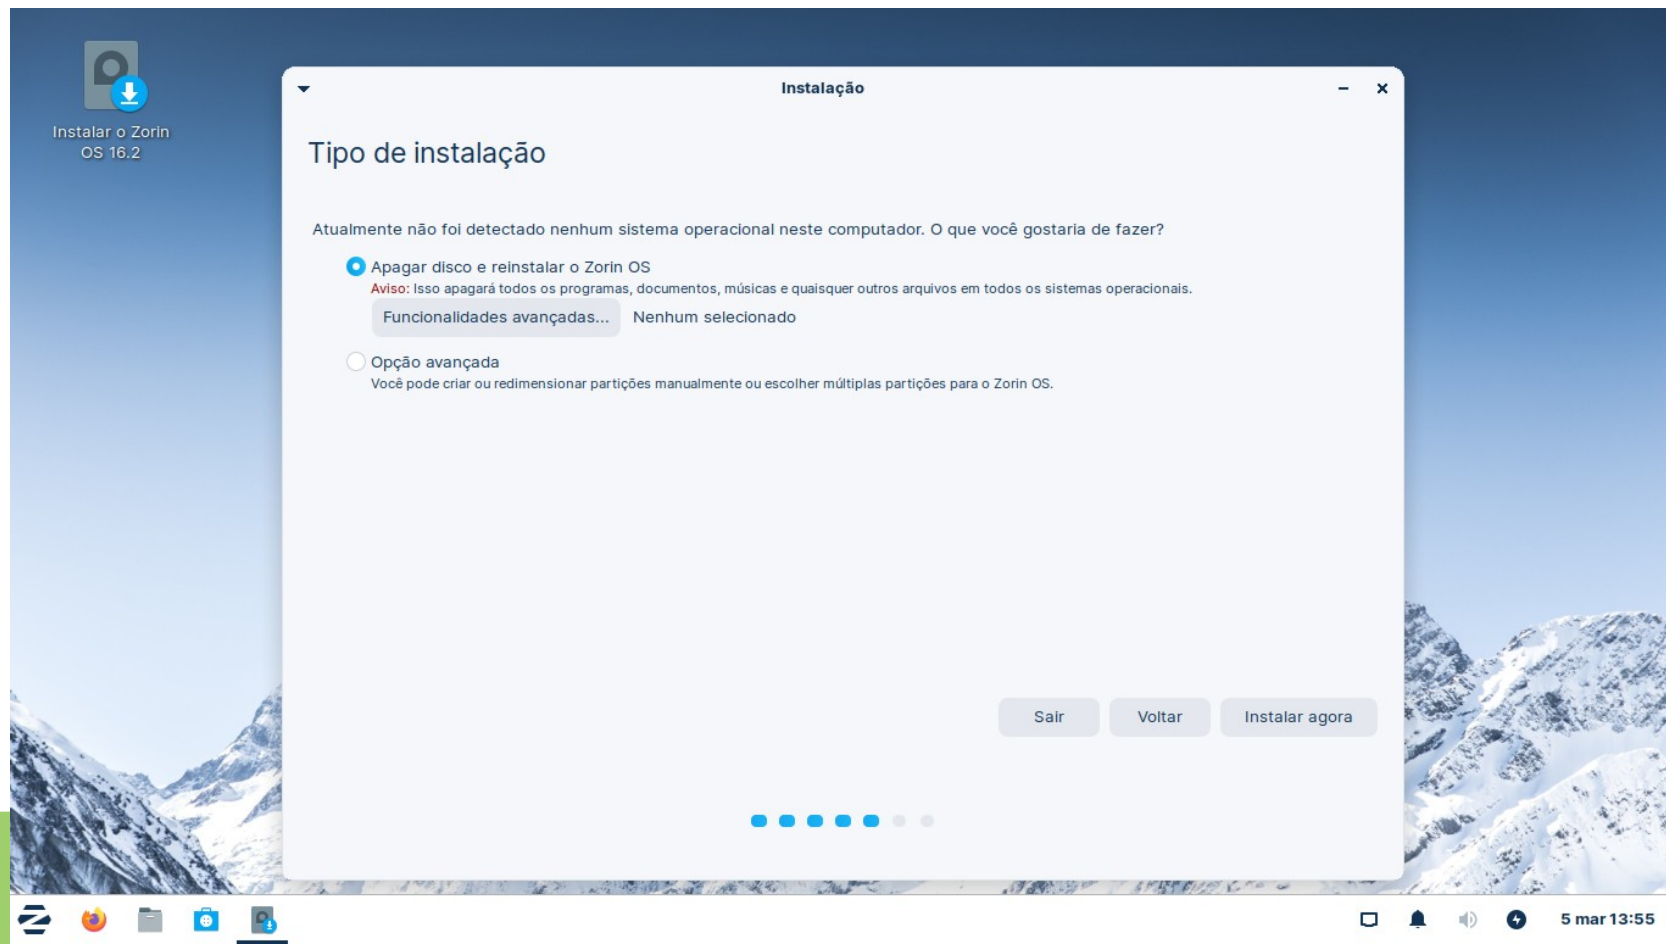 Instalar o Zorin
OS 16.2
Instalação
Tipo de instalação
Atualmente não foi detectado nenhum sistema operacional neste computador. O que você gostaria de fazer?
Apagar disco e reinstalar o Zorin OS
Aviso: Isso apagará todos os programas, documentos, músicas e quaisquer outros arquivos em todos os sistemas operacionais.
Funcionalidades avançadas... Nenhum selecionado
Opção avançada
Você pode criar ou redimensionar partições manualmente ou escolher múltiplas partições para o Zorin OS.
Sair Voltar Instalar agora
5 mar 13:55